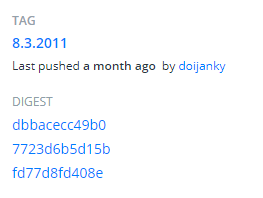 TAG
8.3.2011
Last pushed a month ago by doijanky
DIGEST
dbbacecc49b0
7723d6b5d15b
fd77d8fd408e